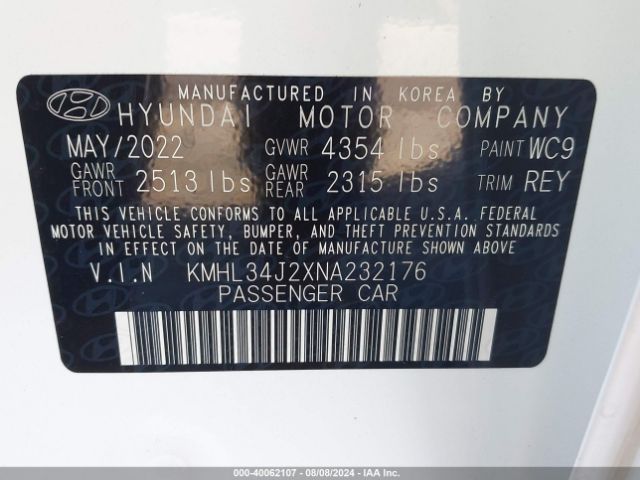 MANUFACTURED IN KOREA BY
HYUNDAI MOTOR COMPANY
MAY/2022 GVWR 4354 lbs PAINT WC9
GAWR FRONT 2513 lbs GAWR REAR 2315 lbs TRIM REY
THIS VEHICLE CONFORMS TO ALL APPLICABLE U.S.A. FEDERAL
MOTOR VEHICLE SAFETY, BUMPER, AND THEFT PREVENTION STANDARDS
IN EFFECT ON THE DATE OF MANUFACTURE SHOWN ABOVE
V.I.N KMHL34J2XNA232176
PASSENGER CAR
000-40062107 - 08/08/2024 - IAAI.CA